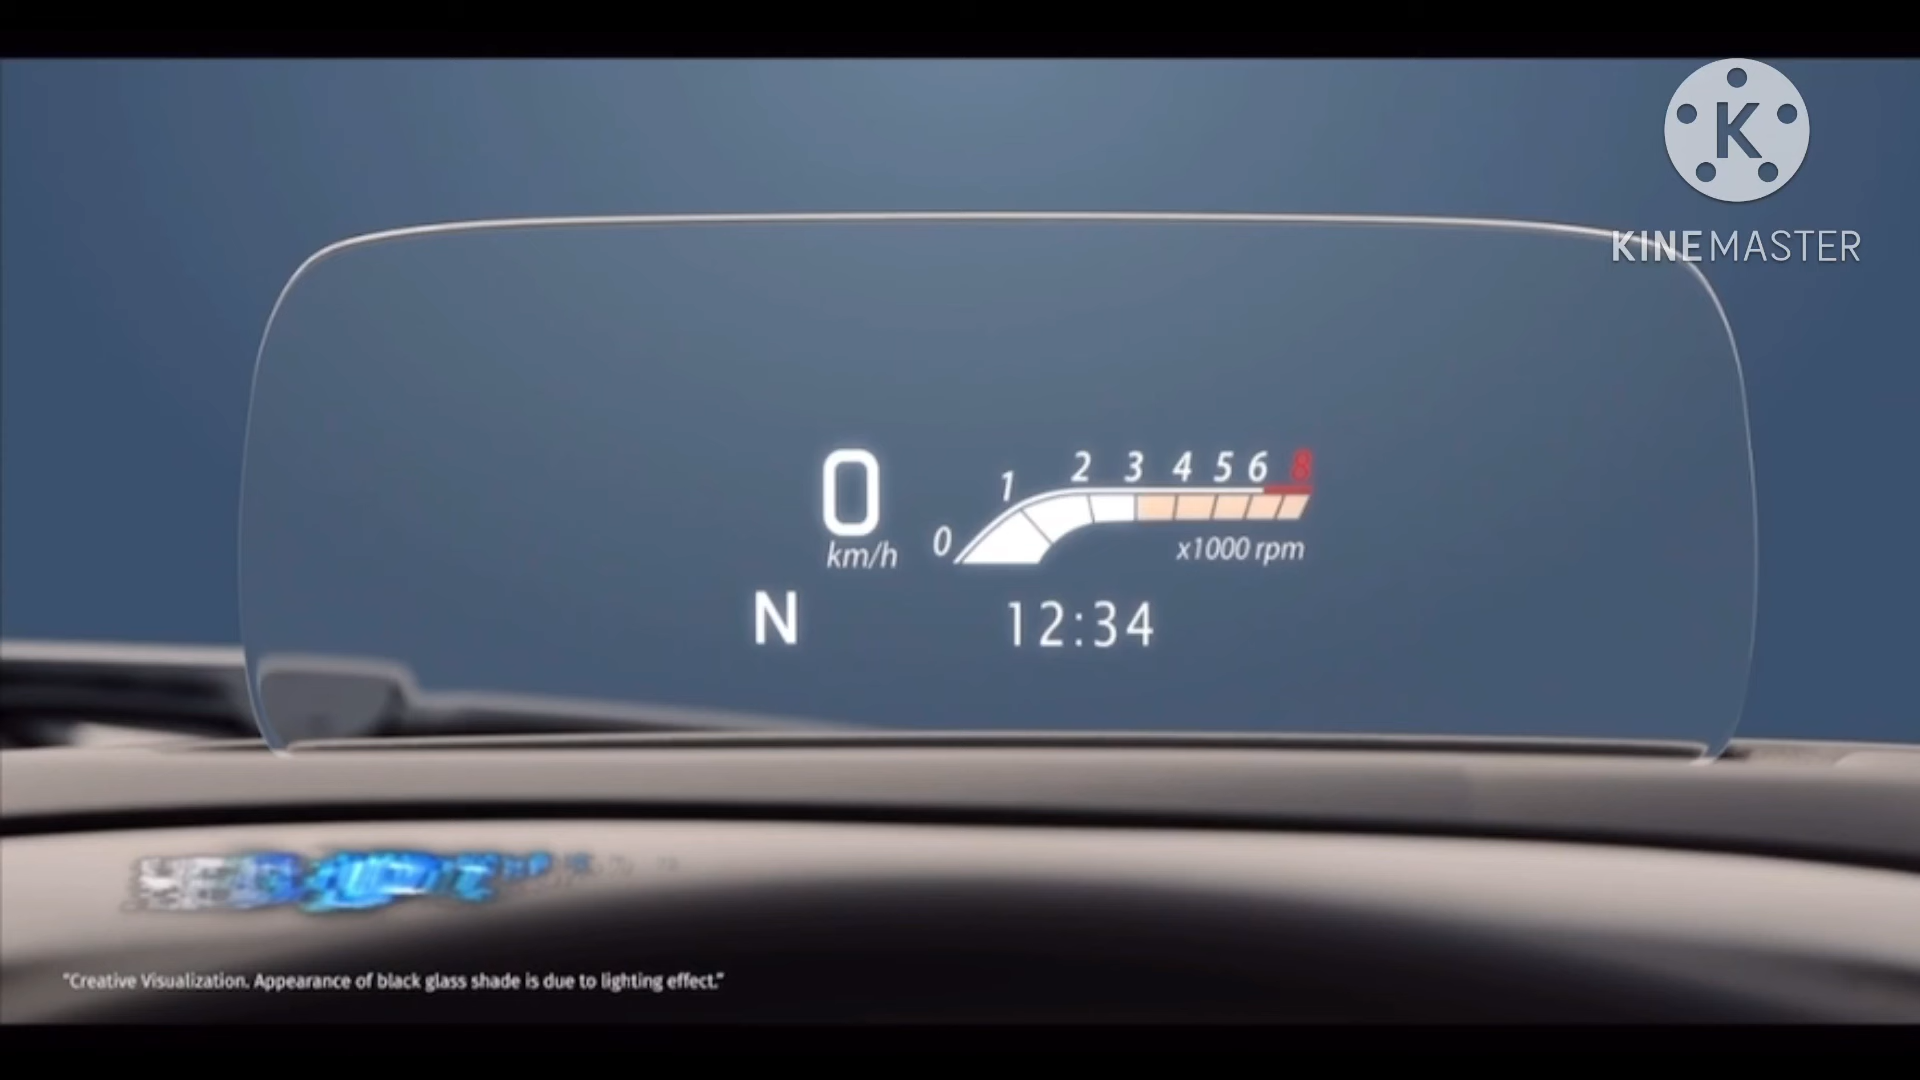 K
KINEMASTER
0
km/h
0 1 2 3 4 5 6 8
x1000 rpm
N
12:34
"Creative Visualization. Appearance of black glass shade is due to lighting effect."